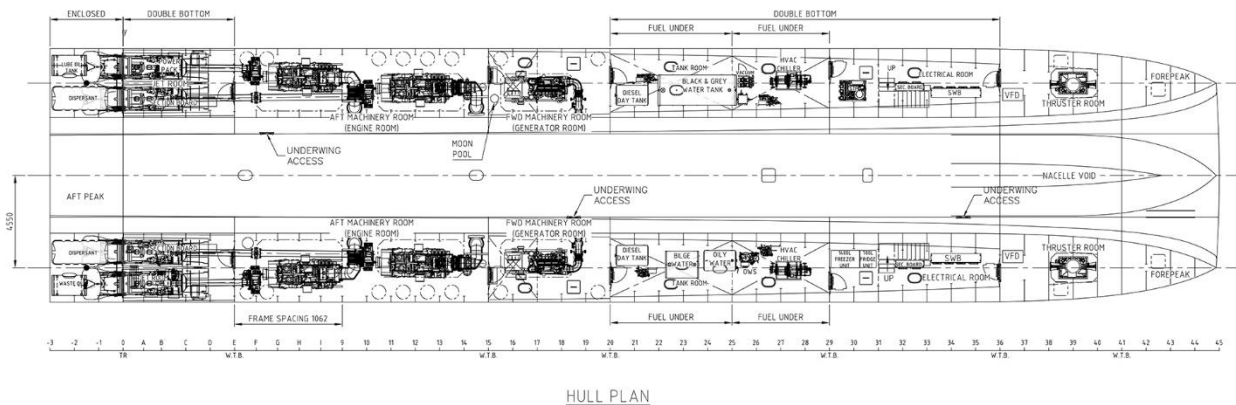 ENCLOSED
DOUBLE BOTTOM
DOUBLE BOTTOM
FUEL UNDER
FUEL UNDER
LUBE OIL
TANK
POWER
PACK
DISPERSANT
AFT MACHINERY ROOM
(ENGINE ROOM)
FWD MACHINERY ROOM
(GENERATOR ROOM)
TANK ROOM
DIESEL
DAY TANK
BLACK & GREY
WATER TANK
VACUUM
HVAC
CHILLER
UP
SEC. BOARD
ELECTRICAL ROOM
SWB
VFD
THRUSTER ROOM
FOREPEAK
UNDERWING
ACCESS
MOON
POOL
4550
AFT PEAK
UNDERWING
ACCESS
NACELLE VOID
UNDERWING
ACCESS
AFT MACHINERY ROOM
(ENGINE ROOM)
FWD MACHINERY ROOM
(GENERATOR ROOM)
DISPERSANT
DIESEL
DAY TANK
BILGE
WATER
OILY
WATER
OWS
TANK ROOM
HVAC
CHILLER
FREEZER
UNIT
UNIT
UP
SEC. BOARD
SWB
ELECTRICAL ROOM
VFD
THRUSTER ROOM
FOREPEAK
FRAME SPACING 1062
FUEL UNDER
FUEL UNDER
-3 -2 -1 0 A B C D E F G H I 9 10 11 12 13 14 15 16 17 18 19 20 21 22 23 24 25 26 27 28 29 30 31 32 33 34 35 36 37 38 39 40 41 42 43 44 45
TR W.T.B. W.T.B. W.T.B. W.T.B. W.T.B. W.T.B.
HULL PLAN